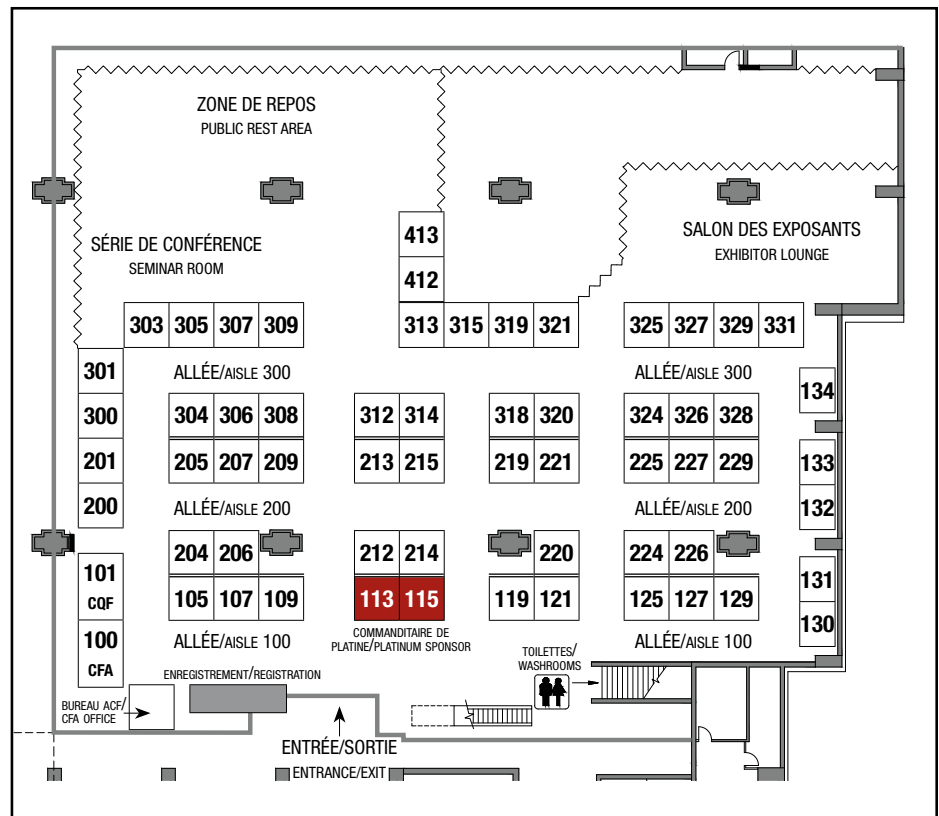 ZONE DE REPOS
PUBLIC REST AREA
SÉRIE DE CONFÉRENCE
SEMINAR ROOM
SALON DES EXPOSANTS
EXHIBITOR LOUNGE
413
412
303 305 307 309
313 315 319 321
325 327 329 331
301
ALLÉE/AISLE 300
ALLÉE/AISLE 300
134
300
304 306 308
312 314
318 320
324 326 328
201
205 207 209
213 215
219 221
225 227 229
133
200
ALLÉE/AISLE 200
ALLÉE/AISLE 200
132
204 206
212 214
220
224 226
101
CQF
131
105 107 109
113 115
119 121
125 127 129
130
100
CFA
ALLÉE/AISLE 100
COMMANDITAIRE DE
PLATINE/PLATINUM SPONSOR
ALLÉE/AISLE 100
TOILETTES/
WASHROOMS
ENREGISTREMENT/REGISTRATION
BUREAU ACF/
CFA OFFICE
ENTRÉE/SORTIE
ENTRANCE/EXIT